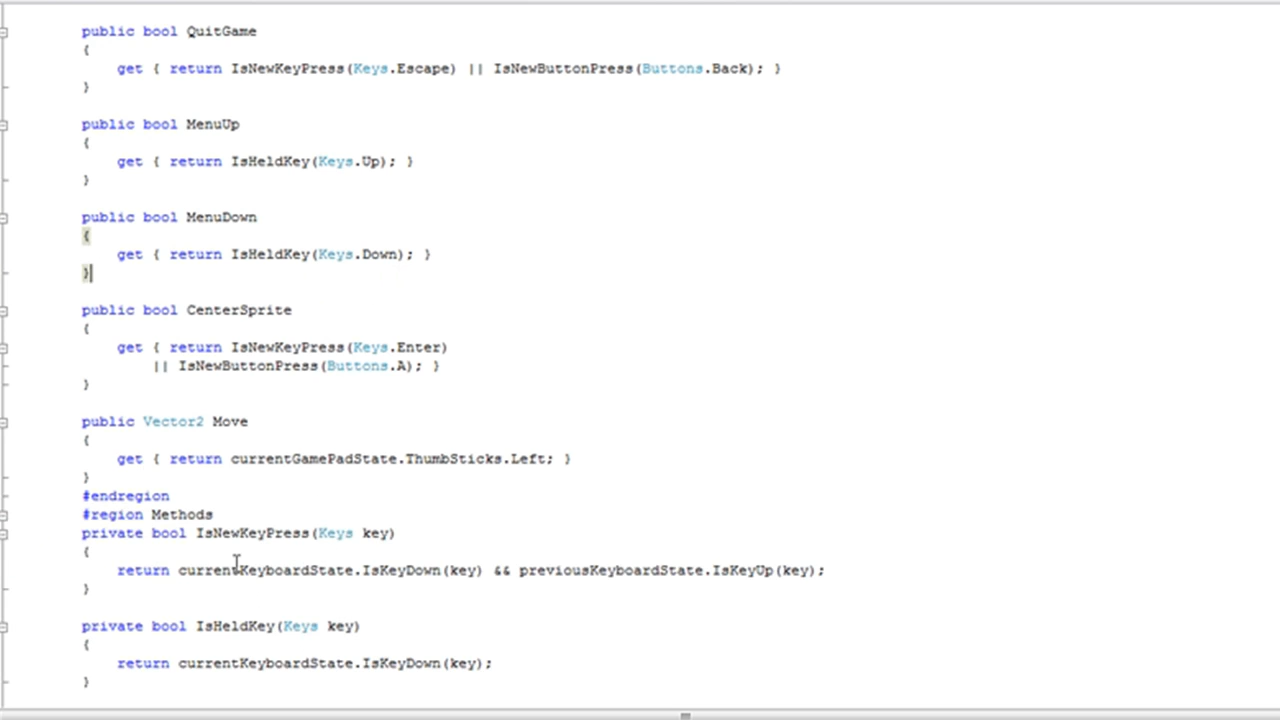 public bool QuitGame
{
get { return IsNewKeyPress(Keys.Escape) || IsNewButtonPress(Buttons.Back); }
}
public bool MenuUp
{
get { return IsHeldKey(Keys.Up); }
}
public bool MenuDown
{
get { return IsHeldKey(Keys.Down); }
}
public bool CenterSprite
{
get { return IsNewKeyPress(Keys.Enter)
|| IsNewButtonPress(Buttons.A); }
}
public Vector2 Move
{
get { return currentGamePadState.ThumbSticks.Left; }
}
#endregion
#region Methods
private bool IsNewKeyPress(Keys key)
{
return currentKeyboardState.IsKeyDown(key) && previousKeyboardState.IsKeyUp(key);
}
private bool IsHeldKey(Keys key)
{
return currentKeyboardState.IsKeyDown(key);
}